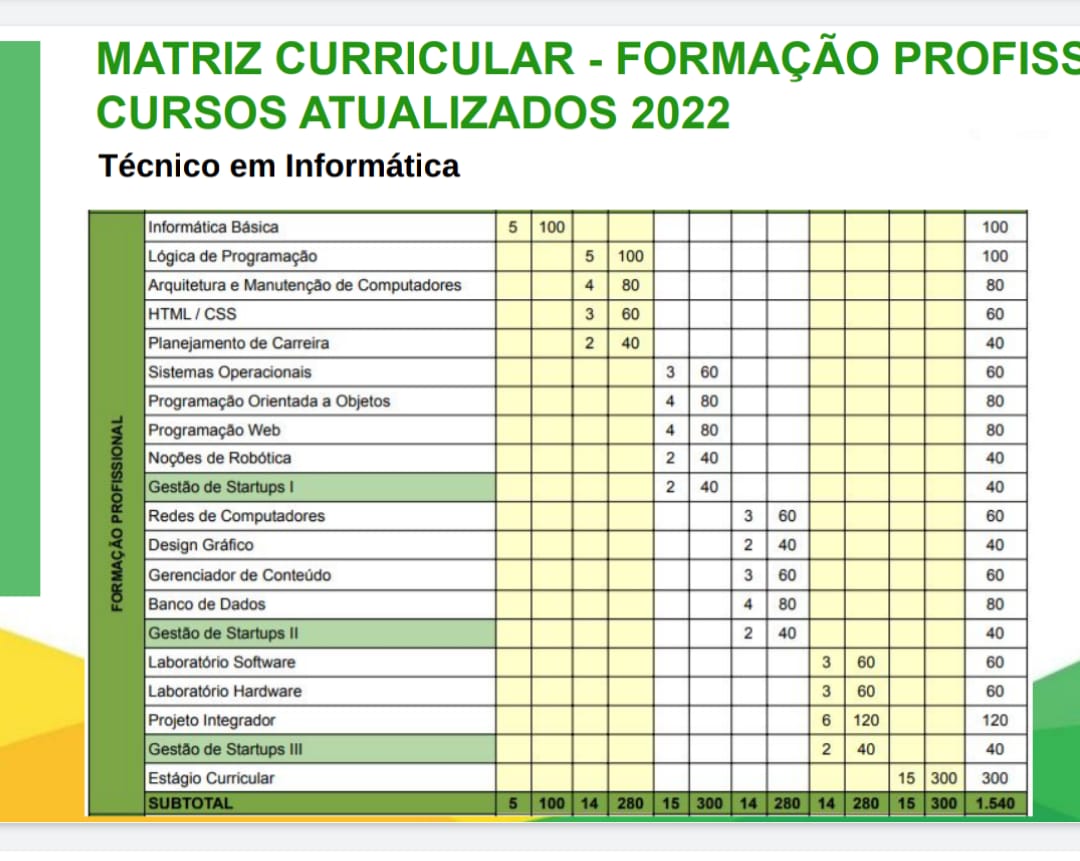 MATRIZ CURRICULAR - FORMAÇÃO PROFISS
CURSOS ATUALIZADOS 2022
Técnico em Informática
FORMAÇÃO PROFISSIONAL
Informática Básica 5 100 100
Lógica de Programação 5 100 100
Arquitetura e Manutenção de Computadores 4 80 80
HTML / CSS 3 60 60
Planejamento de Carreira 2 40 40
Sistemas Operacionais 3 60 60
Programação Orientada a Objetos 4 80 80
Programação Web 4 80 80
Noções de Robótica 2 40 40
Gestão de Startups I 2 40 40
Redes de Computadores 3 60 60
Design Gráfico 2 40 40
Gerenciador de Conteúdo 3 60 60
Banco de Dados 4 80 80
Gestão de Startups II 2 40 40
Laboratório Software 3 60 60
Laboratório Hardware 3 60 60
Projeto Integrador 6 120 120
Gestão de Startups III 2 40 40
Estágio Curricular 15 300 300
SUBTOTAL 5 100 14 280 15 300 14 280 14 280 15 300 1.540